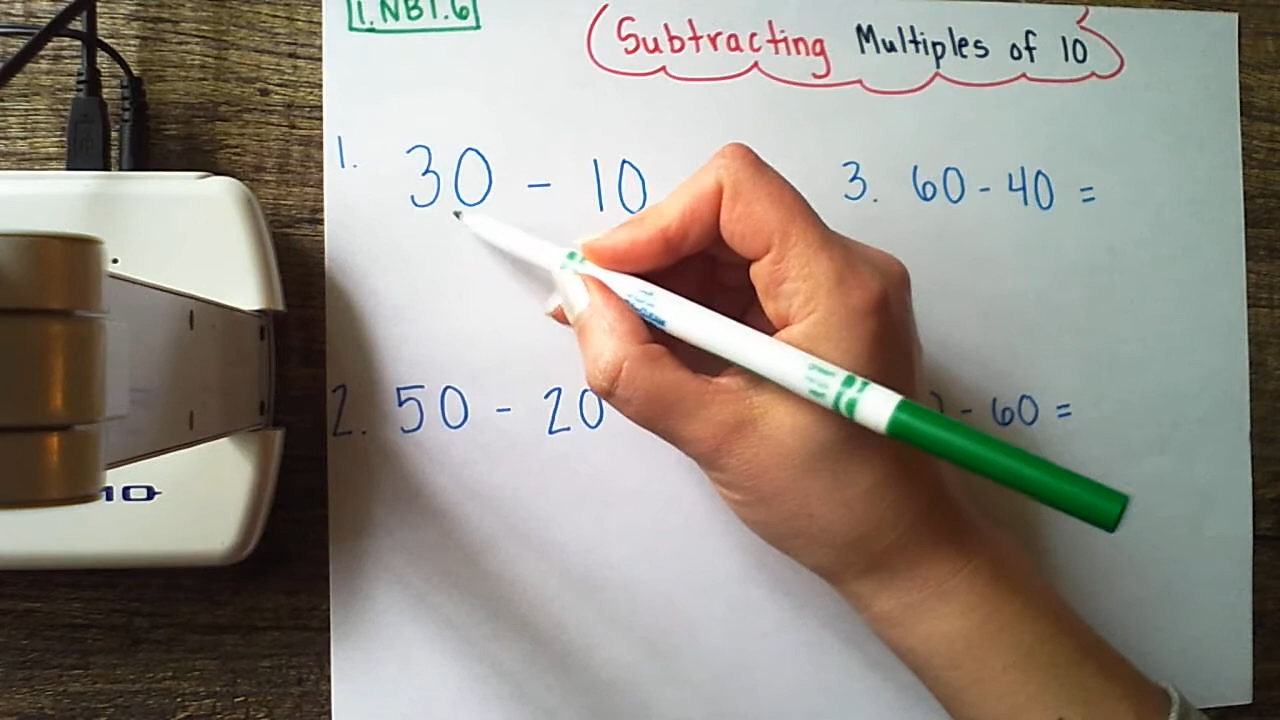 1.NBT.6
Subtracting Multiples of 10
1. 30 - 10
2. 50 - 20
3. 60 - 40 =
- 60 =